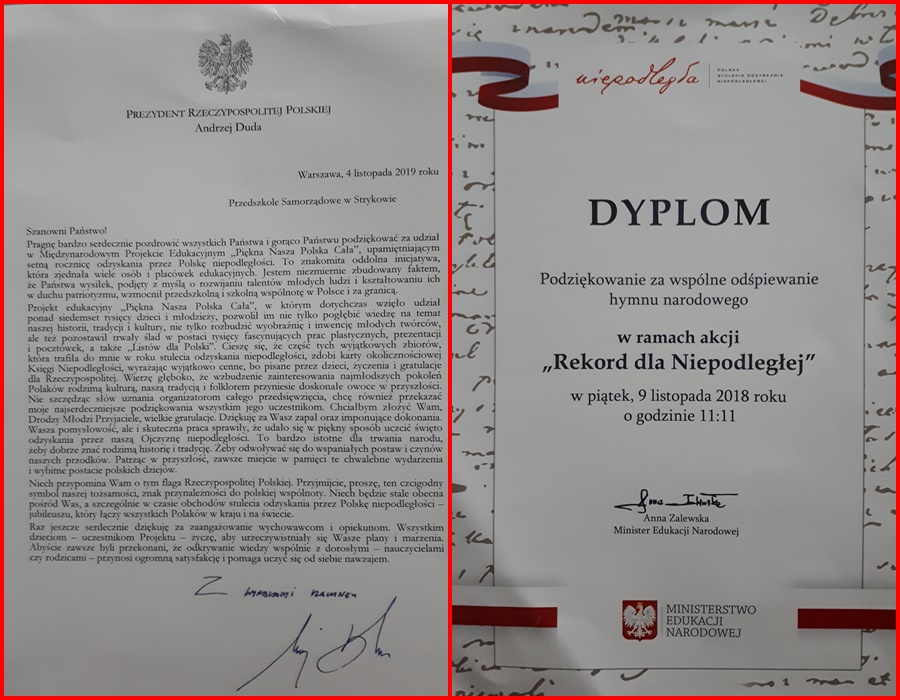 PREZYDENT RZECZYPOSPOLITEJ POLSKIEJ
Andrzej Duda
Warszawa, 4 listopada 2019 roku
Przedszkole Samorządowe w Strykowie
Szanowni Państwo!
Pragnę bardzo serdecznie pozdrowić wszystkich Państwa i gorąco Państwu podziękować za udział
w Międzynarodowym Projekcie Edukacyjnym „Piękna Nasza Polska Cała”, upamiętniającym
setną rocznicę odzyskania przez Polskę niepodległości. To znakomita oddolna inicjatywa,
która zjednała wiele osób i placówek edukacyjnych. Jestem niezmiernie zbudowany faktem,
że Państwa wysiłek, podjęty z myślą o rozwijaniu talentów młodych ludzi i kształtowaniu ich
w duchu patriotyzmu, wzmocnił przedszkolną i szkolną wspólnotę w Polsce i za granicą.
Projekt edukacyjny „Piękna Nasza Polska Cała”, w którym dotychczas wzięło udział
ponad siedemset tysięcy dzieci i młodzieży, pozwolił im nie tylko pogłębić wiedzę na temat
naszej historii, tradycji i kultury, nie tylko rozbudzić wyobraźnię i inwencję młodych twórców,
ale też pozostawił trwały ślad w postaci tysięcy fascynujących prac plastycznych, prezentacji
i pocztówek, a także „Listów dla Polski”. Cieszę się, że część tych wyjątkowych zbiorów,
która trafiła do mnie w roku stulecia odzyskania niepodległości, zdobi karty okolicznościowej
Księgi Niepodległości, wyrażając wyjątkowo cenne, bo pisane przez dzieci, życzenia i gratulacje
dla Rzeczypospolitej. Wierzę głęboko, że wzbudzenie zainteresowania najmłodszych pokoleń
Polaków rodzimą kulturą, naszą tradycją i folklorem przyniesie doskonałe owoce w przyszłości.
Nie szczędząc słów uznania organizatorom całego przedsięwzięcia, chcę również przekazać
moje najserdeczniejsze podziękowania wszystkim jego uczestnikom. Chciałbym złożyć Wam,
Drodzy Młodzi Przyjaciele, wielkie gratulacje. Dziękuję za Wasz zapał oraz imponujące dokonania.
Wasza pomysłowość, ale i skuteczna praca sprawiły, że udało się w piękny sposób uczcić święto
odzyskania przez naszą Ojczyznę niepodległości. To bardzo istotne dla trwania narodu,
żeby dobrze znać rodzimą historię i tradycję. Żeby odwoływać się do wspaniałych postaw i czynów
naszych przodków. Patrząc w przyszłość, zawsze miejcie w pamięci te chwalebne wydarzenia
i wybitne postacie polskich dziejów.
Niech przypomina Wam o tym flaga Rzeczypospolitej Polskiej. Przyjmijcie, proszę, ten czcigodny
symbol naszej tożsamości, znak przynależności do polskiej wspólnoty. Niech będzie stale obecna
pośród Was, a szczególnie w czasie obchodów stulecia odzyskania przez Polskę niepodległości –
jubileuszu, który łączy wszystkich Polaków w kraju i na świecie.
Raz jeszcze serdecznie dziękuję za zaangażowanie wychowawcom i opiekunom. Wszystkim
dzieciom – uczestnikom Projektu – życzę, aby urzeczywistniały się Wasze plany i marzenia.
Abyście zawsze byli przekonani, że odkrywanie wiedzy wspólnie z dorosłymi – nauczycielami
czy rodzicami – przynosi ogromną satysfakcję i pomaga uczyć się od siebie nawzajem.
Z
niepodległa
POLSKA
STULECIE ODZYSKANIA
NIEPODLEGŁOŚCI
DYPLOM
Podziękowanie za wspólne odśpiewanie
hymnu narodowego
w ramach akcji
„Rekord dla Niepodległej”
w piątek, 9 listopada 2018 roku
o godzinie 11:11
Anna Zalewska
Minister Edukacji Narodowej
MINISTERSTWO
EDUKACJI
NARODOWEJ